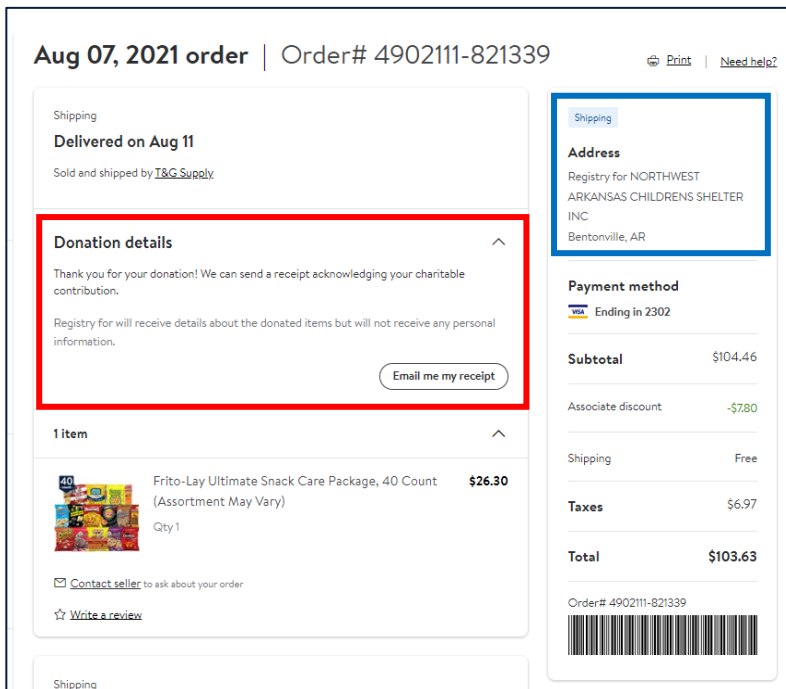 Aug 07, 2021 order | Order# 4902111-821339
Print | Need help?
Shipping
Delivered on Aug 11
Sold and shipped by T&G Supply
Donation details
Thank you for your donation! We can send a receipt acknowledging your charitable
contribution.
Registry for will receive details about the donated items but will not receive any personal
information.
Email me my receipt
1 item
40
Frito-Lay Ultimate Snack Care Package, 40 Count $26.30
(Assortment May Vary)
Qty 1
Contact seller to ask about your order
Write a review
Shipping
Shipping
Address
Registry for NORTHWEST
ARKANSAS CHILDRENS SHELTER
INC
Bentonville, AR
Payment method
VISA Ending in 2302
Subtotal $104.46
Associate discount -$7.80
Shipping Free
Taxes $6.97
Total $103.63
Order# 4902111-821339